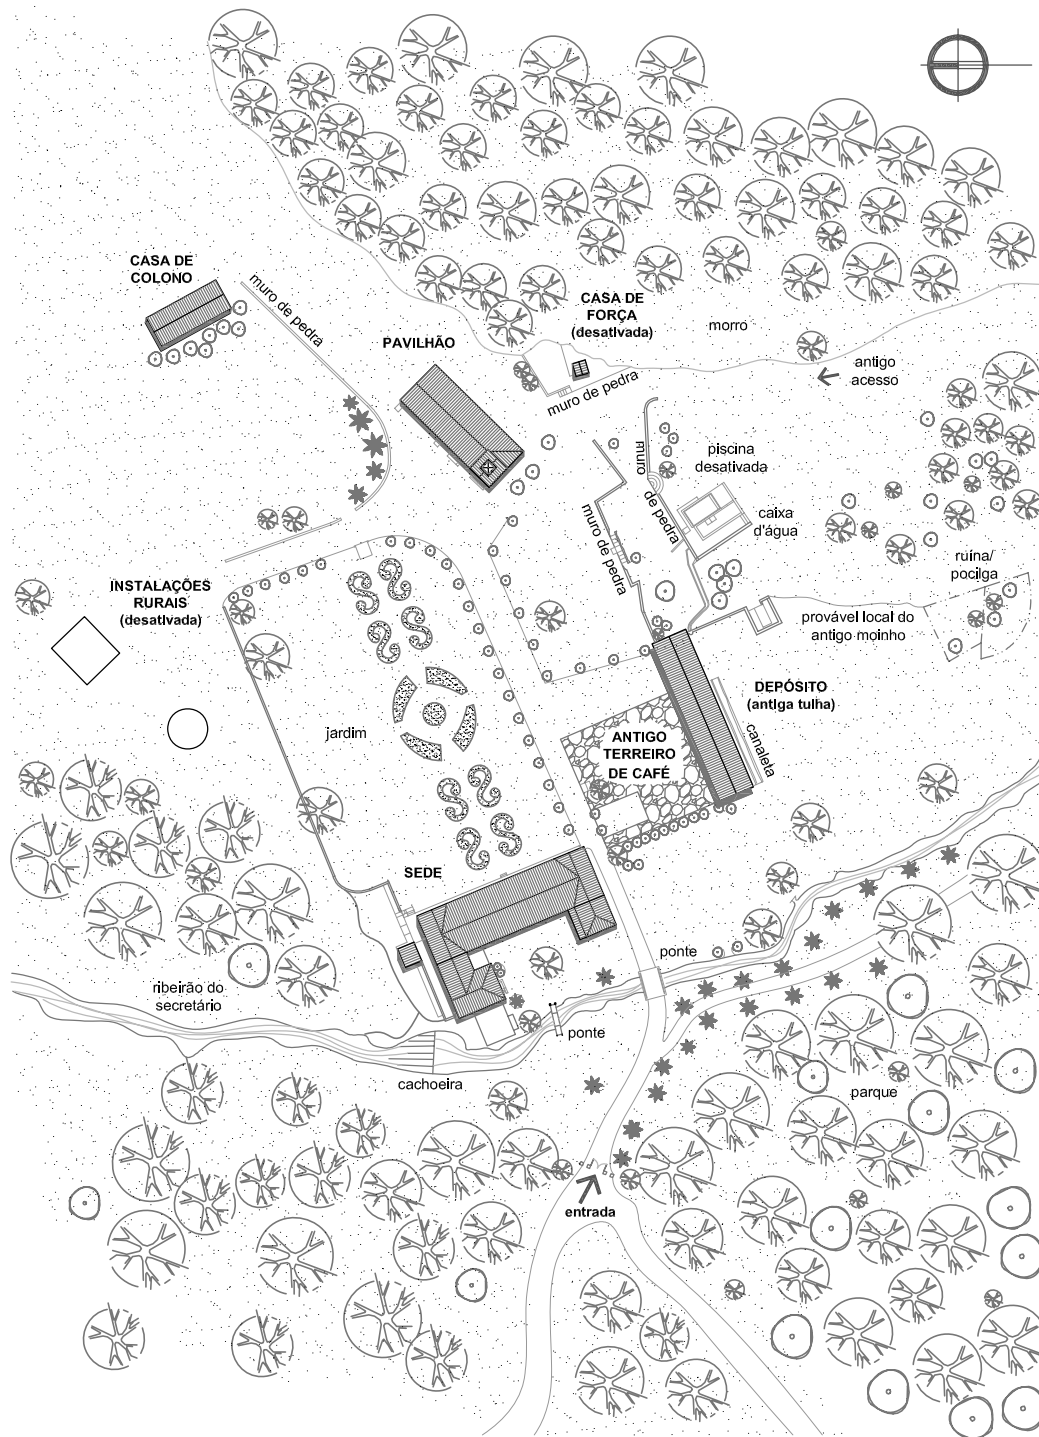 CASA DE
COLONO
muro de pedra
PAVILHÃO
CASA DE
FORÇA
(desativada)
morro
antigo
acesso
muro de pedra
muro
de pedra
piscina
desativada
caixa
d'água
muro de pedra
ruína/
pocilga
INSTALAÇÕES
RURAIS
(desativada)
provável local do
antigo moinho
DEPÓSITO
(antiga tulha)
canaleta
jardim
ANTIGO
TERREIRO
DE CAFÉ
SEDE
ponte
ribeirão do
secretário
ponte
cachoeira
parque
entrada